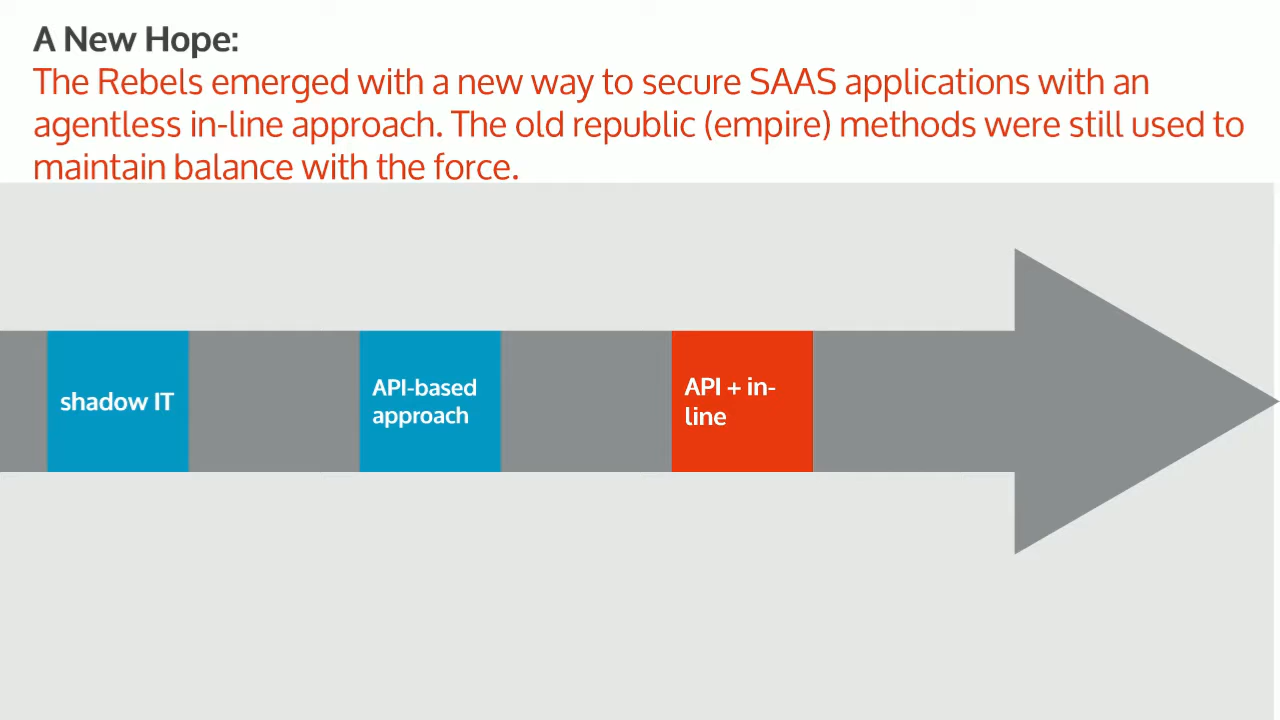 A New Hope:
The Rebels emerged with a new way to secure SAAS applications with an
agentless in-line approach. The old republic (empire) methods were still used to
maintain balance with the force.
shadow IT
API-based
approach
API + in-
line